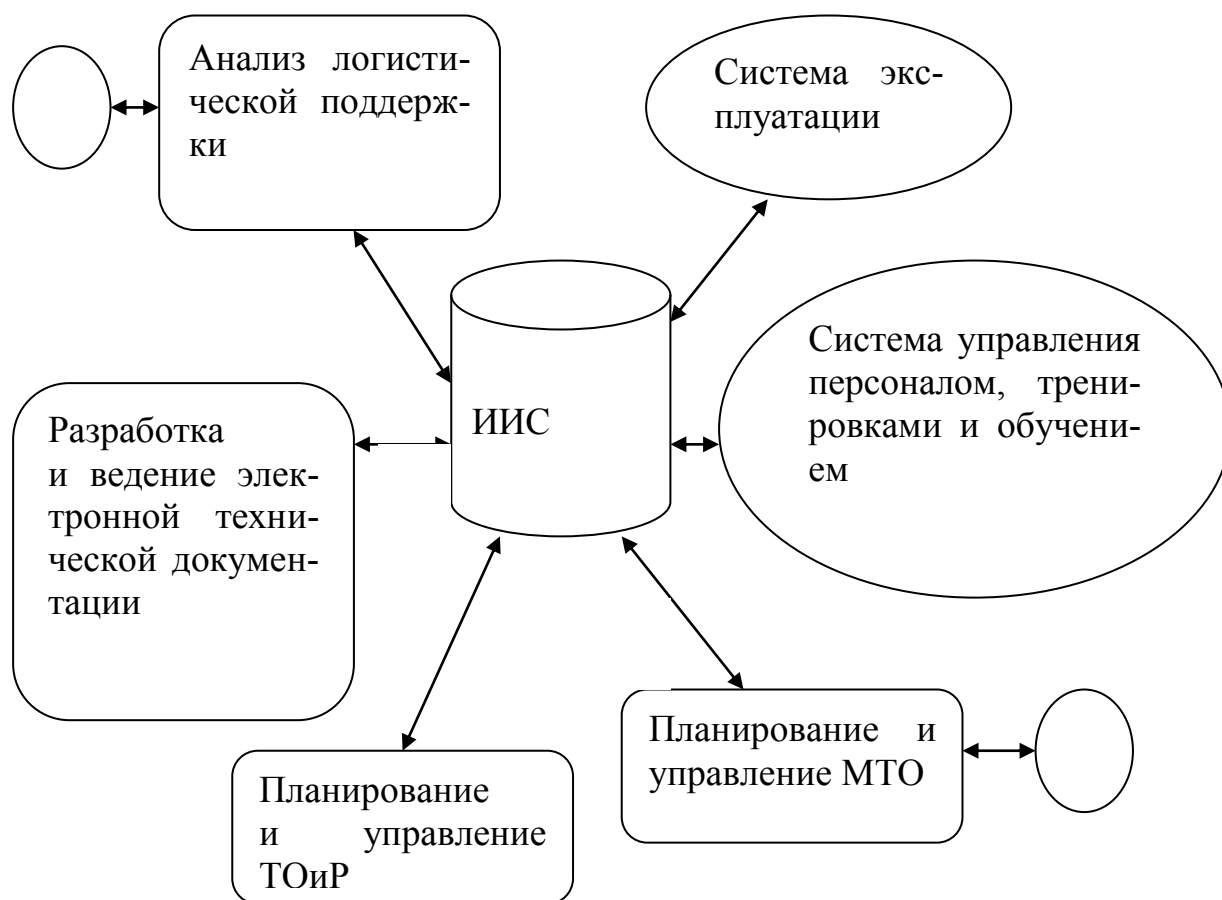 Анализ логисти-
ческой поддерж-
ки
Система экс-
плуатации
ИИС
Система управления
персоналом, трени-
ровками и обучени-
ем
Разработка
и ведение элек-
тронной техни-
ческой докумен-
тации
Планирование и
управление МТО
Планирование
и управление
ТОиР